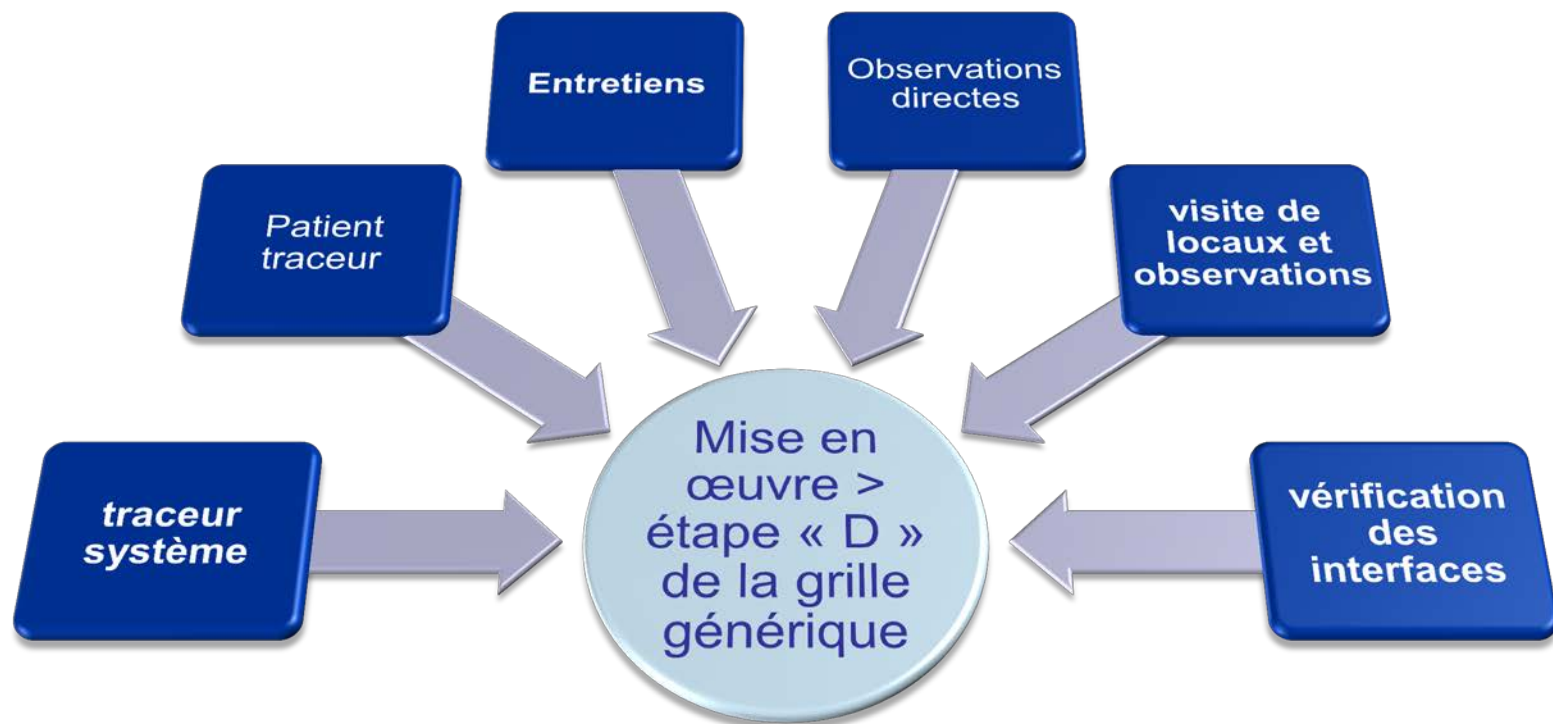 Entretiens
Observations
directes
Patient
traceur
visite de
locaux et
observations
traceur
système
Mise en
œuvre >
étape « D »
de la grille
générique
vérification
des
interfaces